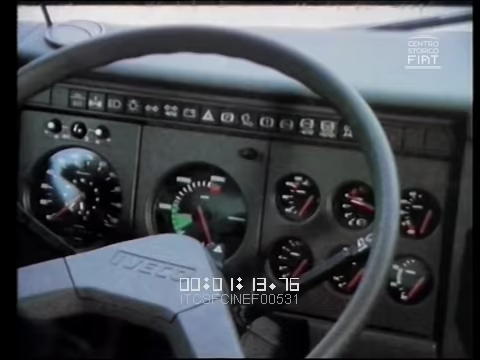 CENTRO
STORICO
FIAT
IVECO
00:01:13.76
ITCSFCINEF00531